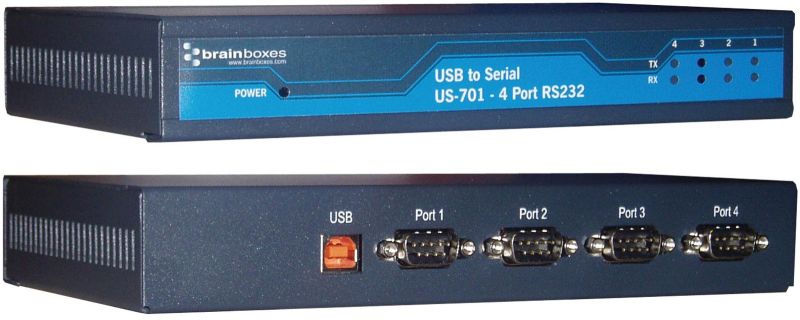 brainboxes
www.brainboxes.com
POWER
USB to Serial
US-701 - 4 Port RS232
4 3 2 1
TX
RX
USB
Port 1
Port 2
Port 3
Port 4